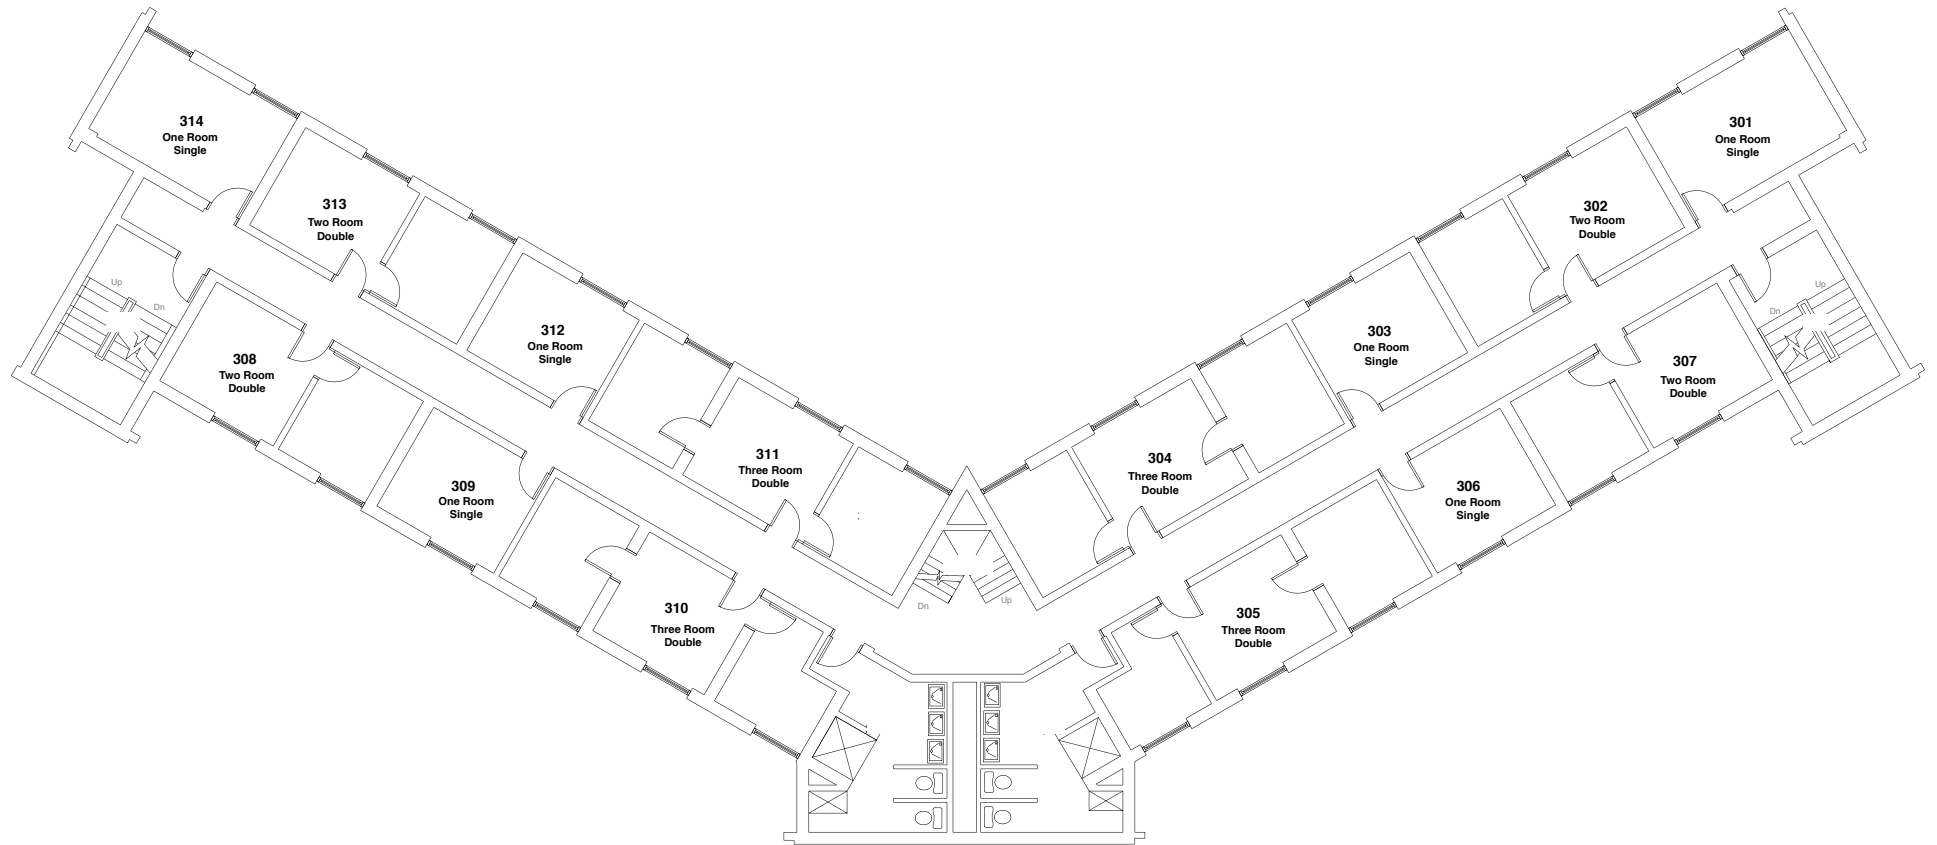 314
One Room
Single
301
One Room
Single
313
Two Room
Double
302
Two Room
Double
Up
Dn
Up
Dn
312
One Room
Single
303
One Room
Single
308
Two Room
Double
307
Two Room
Double
311
Three Room
Double
304
Three Room
Double
309
One Room
Single
306
One Room
Single
310
Three Room
Double
305
Three Room
Double
Dn
Up